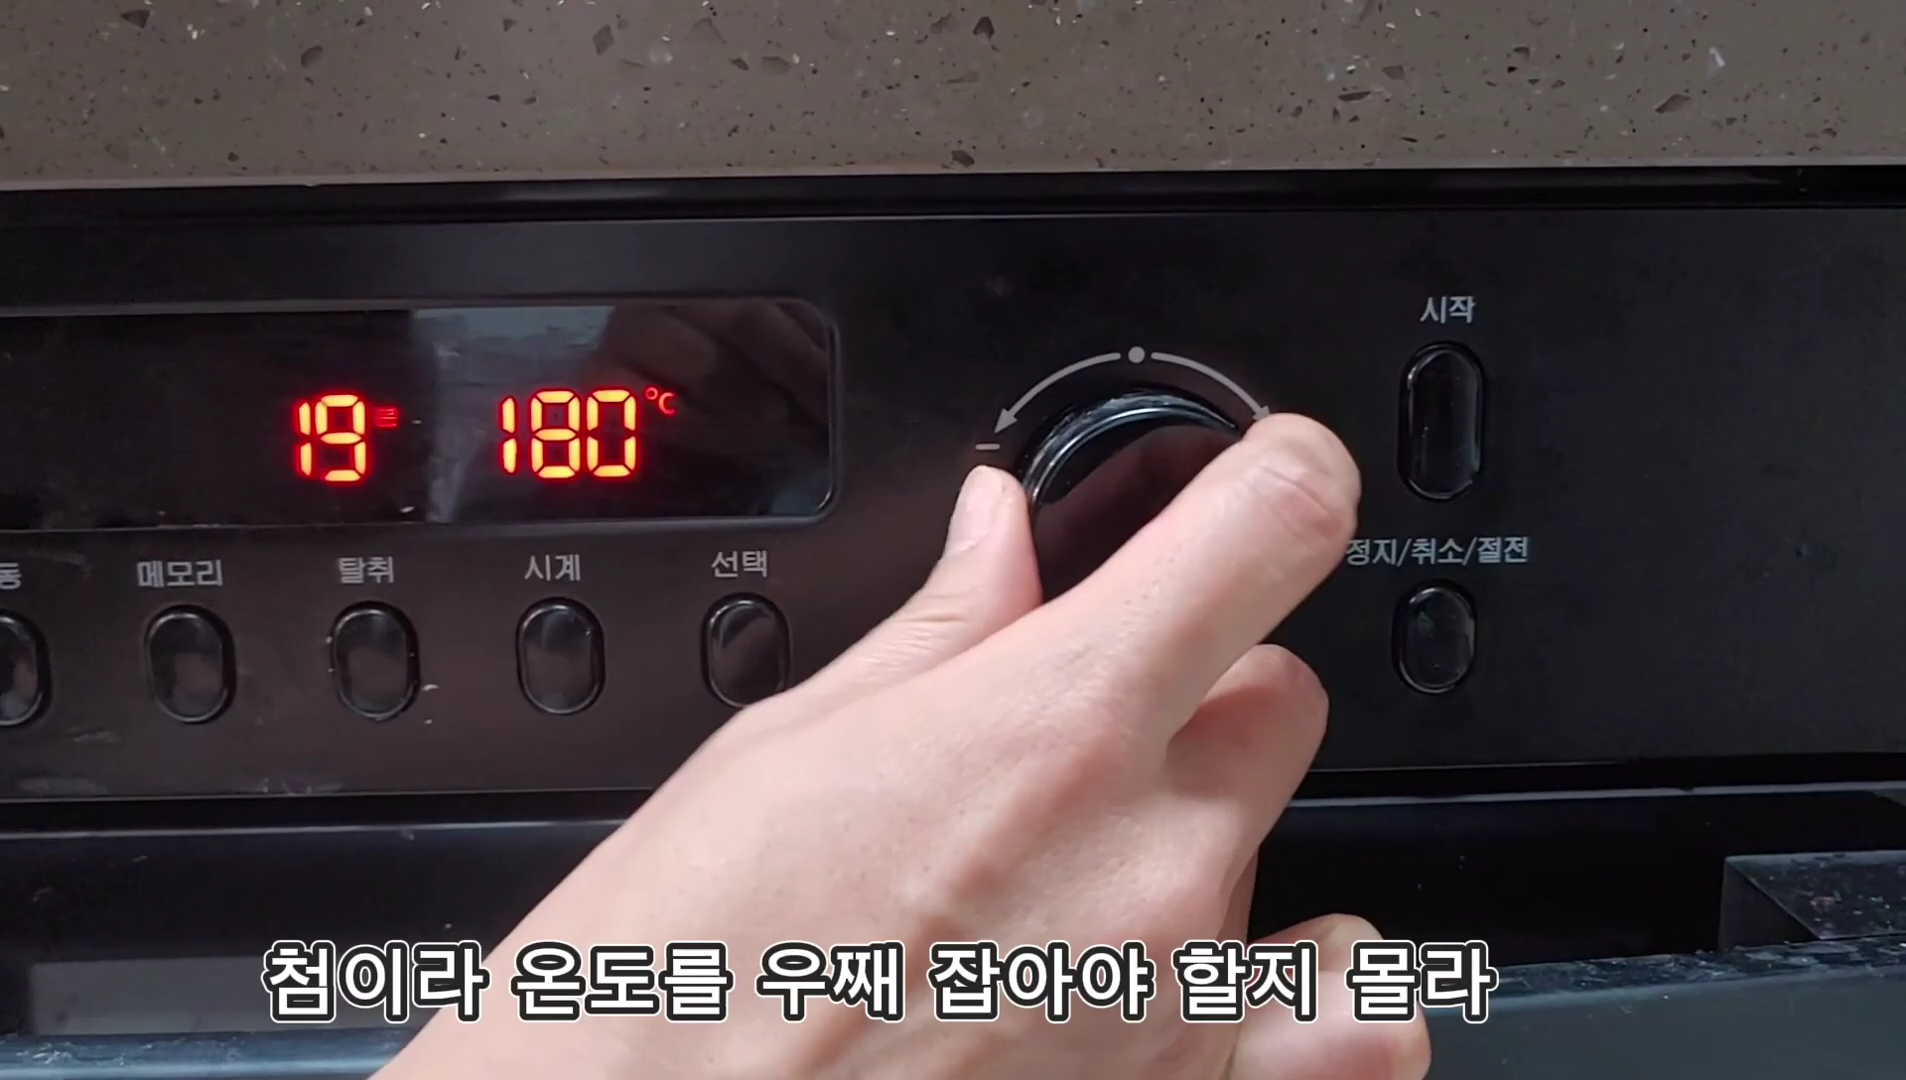 시작
19 180 °C
정지/취소/절전
동 메모리 탈취 시계 선택
첨이라 온도를 우째 잡아야 할지 몰라